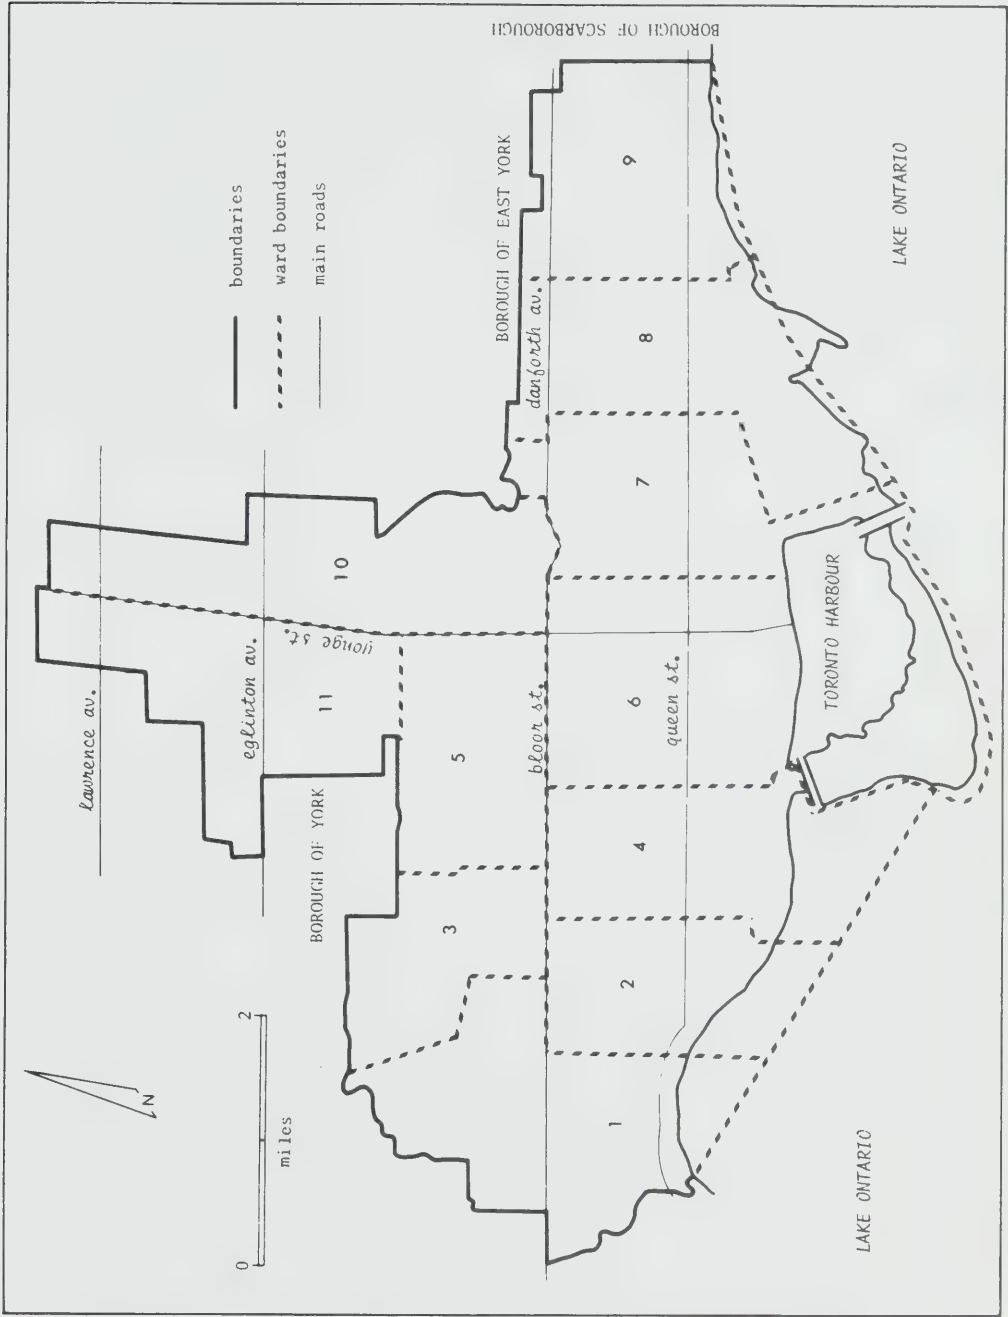 lawrence av.
eglinton av.
yonge st.
BOROUGH OF YORK
BOROUGH OF EAST YORK
BOROUGH OF SCARBOROUGH
danforth av.
bloor st.
queen st.
TORONTO HARBOUR
LAKE ONTARIO
LAKE ONTARIO
1
2
3
4
5
6
7
8
9
10
11
boundaries
ward boundaries
main roads
N
0
2
miles